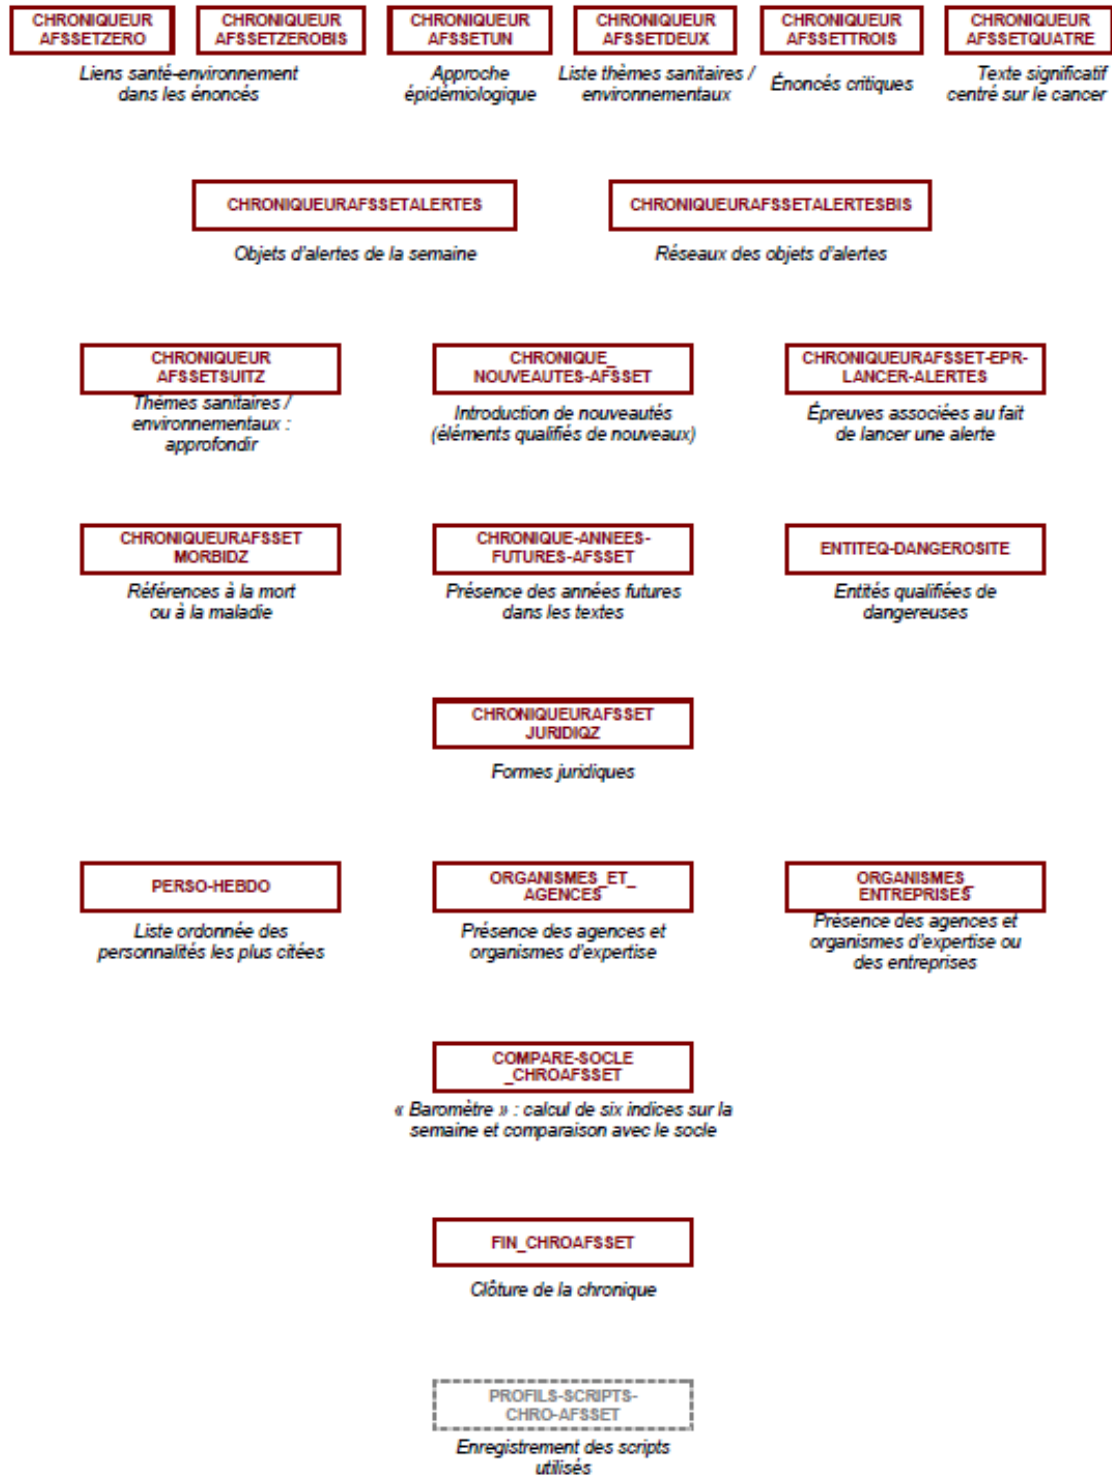 CHRONIQUEUR
AFSSETZERO
CHRONIQUEUR
AFSSETZEROBIS
CHRONIQUEUR
AFSSETUN
CHRONIQUEUR
AFSSETDEUX
CHRONIQUEUR
AFSSETTROIS
CHRONIQUEUR
AFSSETQUATRE
Liens santé-environnement
dans les énoncés
Approche
épidémiologique
Liste thèmes sanitaires /
environnementaux
Énoncés critiques
Texte significatif
centré sur le cancer
CHRONIQUEURAFSSETALERTES
CHRONIQUEURAFSSETALERTESBIS
Objets d'alertes de la semaine
Réseaux des objets d'alertes
CHRONIQUEUR
AFSSETSUITZ
CHRONIQUE_
NOUVEAUTES-AFSSET
CHRONIQUEURAFSSET-EPR-
LANCER-ALERTES
Thèmes sanitaires /
environnementaux :
approfondir
Introduction de nouveautés
(éléments qualifiés de nouveaux)
Épreuves associées au fait
de lancer une alerte
CHRONIQUEURAFSSET
MORBIDZ
CHRONIQUE-ANNEES-
FUTURES-AFSSET
ENTITEQ-DANGEROSITE
Références à la mort
ou à la maladie
Présence des années futures
dans les textes
Entités qualifiées de
dangereuses
CHRONIQUEURAFSSET
JURIDIQZ
Formes juridiques
PERSO-HEBDO
ORGANISMES_ET_
AGENCES
ORGANISMES_
ENTREPRISES
Liste ordonnée des
personnalités les plus citées
Présence des agences et
organismes d'expertise
Présence des agences et
organismes d'expertise ou
des entreprises
COMPARE-SOCLE
_CHROAFSSET
« Baromètre » : calcul de six indices sur la
semaine et comparaison avec le socle
FIN_CHROAFSSET
Clôture de la chronique
PROFILS-SCRIPTS-
CHRO-AFSSET
Enregistrement des scripts
utilisés